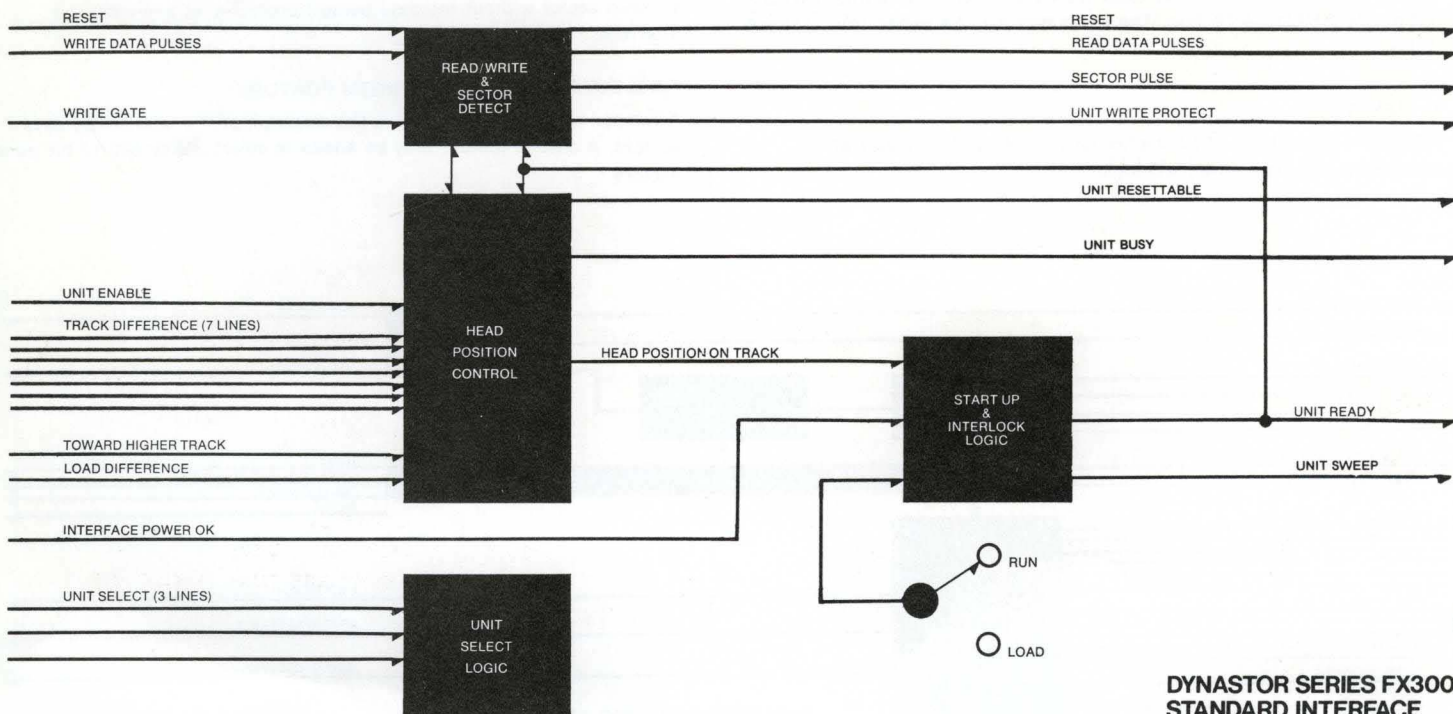 RESET
RESET
WRITE DATA PULSES
READ DATA PULSES
READ/WRITE
&
SECTOR
DETECT
SECTOR PULSE
WRITE GATE
UNIT WRITE PROTECT
UNIT RESETTABLE
UNIT BUSY
UNIT ENABLE
TRACK DIFFERENCE (7 LINES)
HEAD
POSITION
CONTROL
HEAD POSITION ON TRACK
START UP
&
INTERLOCK
LOGIC
UNIT READY
TOWARD HIGHER TRACK
LOAD DIFFERENCE
UNIT SWEEP
INTERFACE POWER OK
RUN
UNIT SELECT (3 LINES)
UNIT
SELECT
LOGIC
LOAD
DYNASTOR SERIES FX300
STANDARD INTERFACE